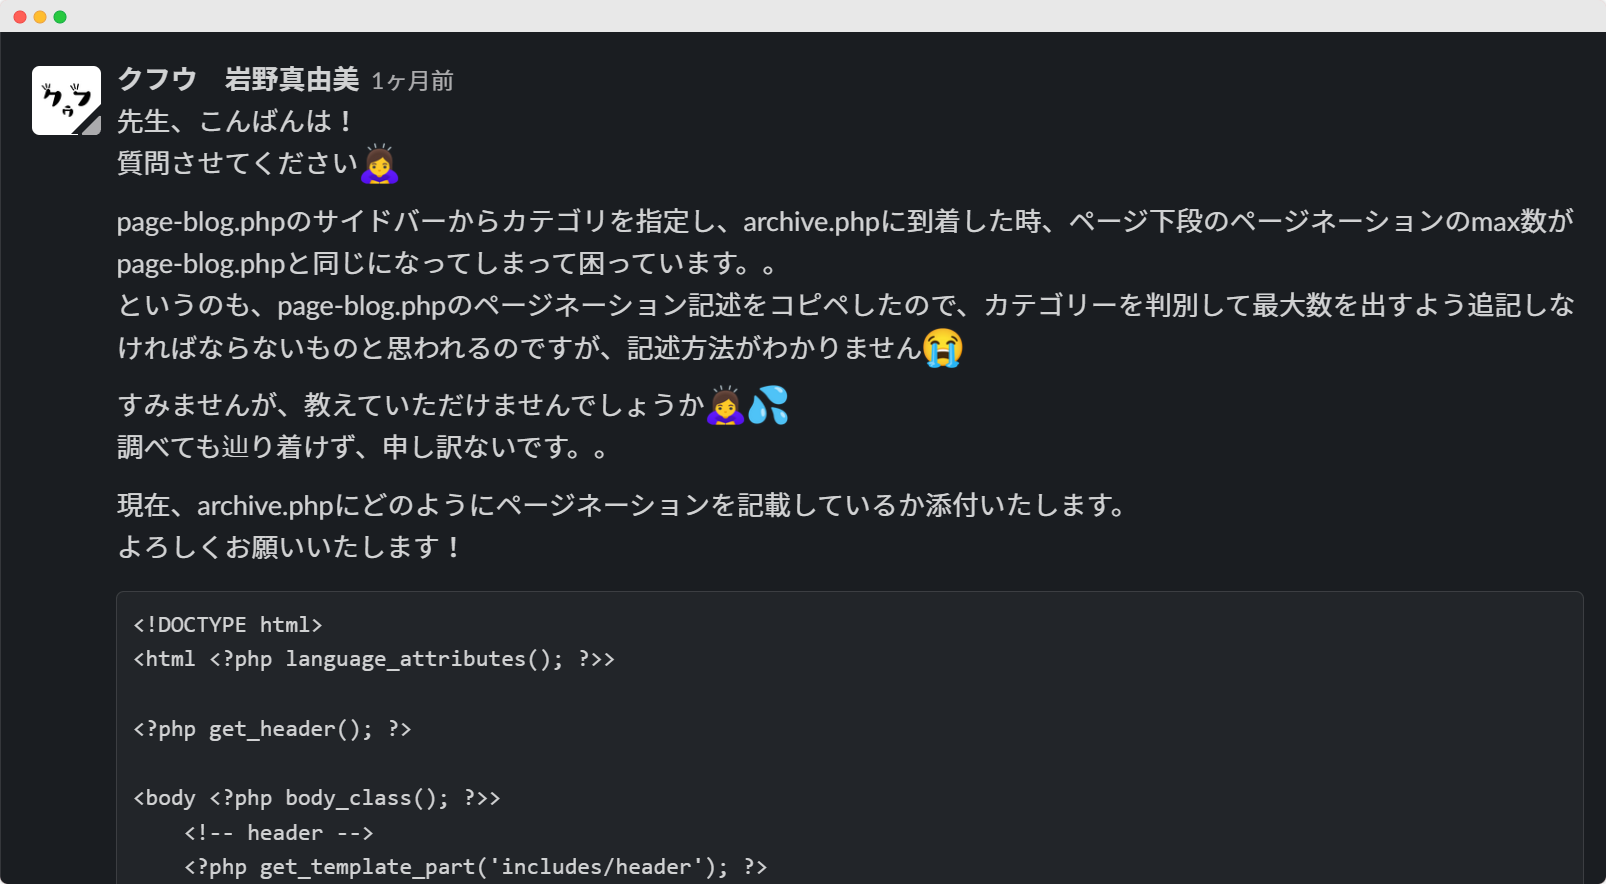 クフウ
クフウ　岩野真由美 1ヶ月前
先生、こんばんは！
質問させてください🙇‍♀️
page-blog.phpのサイドバーからカテゴリを指定し、archive.phpに到着した時、ページ下段のページネーションのmax数が
page-blog.phpと同じになってしまって困っています。。
というのも、page-blog.phpのページネーション記述をコピペしたので、カテゴリーを判別して最大数を出すよう追記しな
ければならないものと思われるのですが、記述方法がわかりません😭
すみませんが、教えていただけませんでしょうか🙇‍♀️💦
調べても辿り着けず、申し訳ないです。。
現在、archive.phpにどのようにページネーションを記載しているか添付いたします。
よろしくお願いいたします！
<!DOCTYPE html>
<html <?php language_attributes(); ?>>
<?php get_header(); ?>
<body <?php body_class(); ?>>
<!-- header -->
<?php get_template_part('includes/header'); ?>